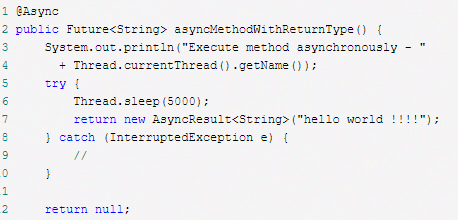 1 @Async
2 public Future<String> asyncMethodWithReturnType() {
3     System.out.println("Execute method asynchronously - "
4       + Thread.currentThread().getName());
5     try {
6         Thread.sleep(5000);
7         return new AsyncResult<String>("hello world !!!!");
8     } catch (InterruptedException e) {
9         //
0     }
1
2     return null;